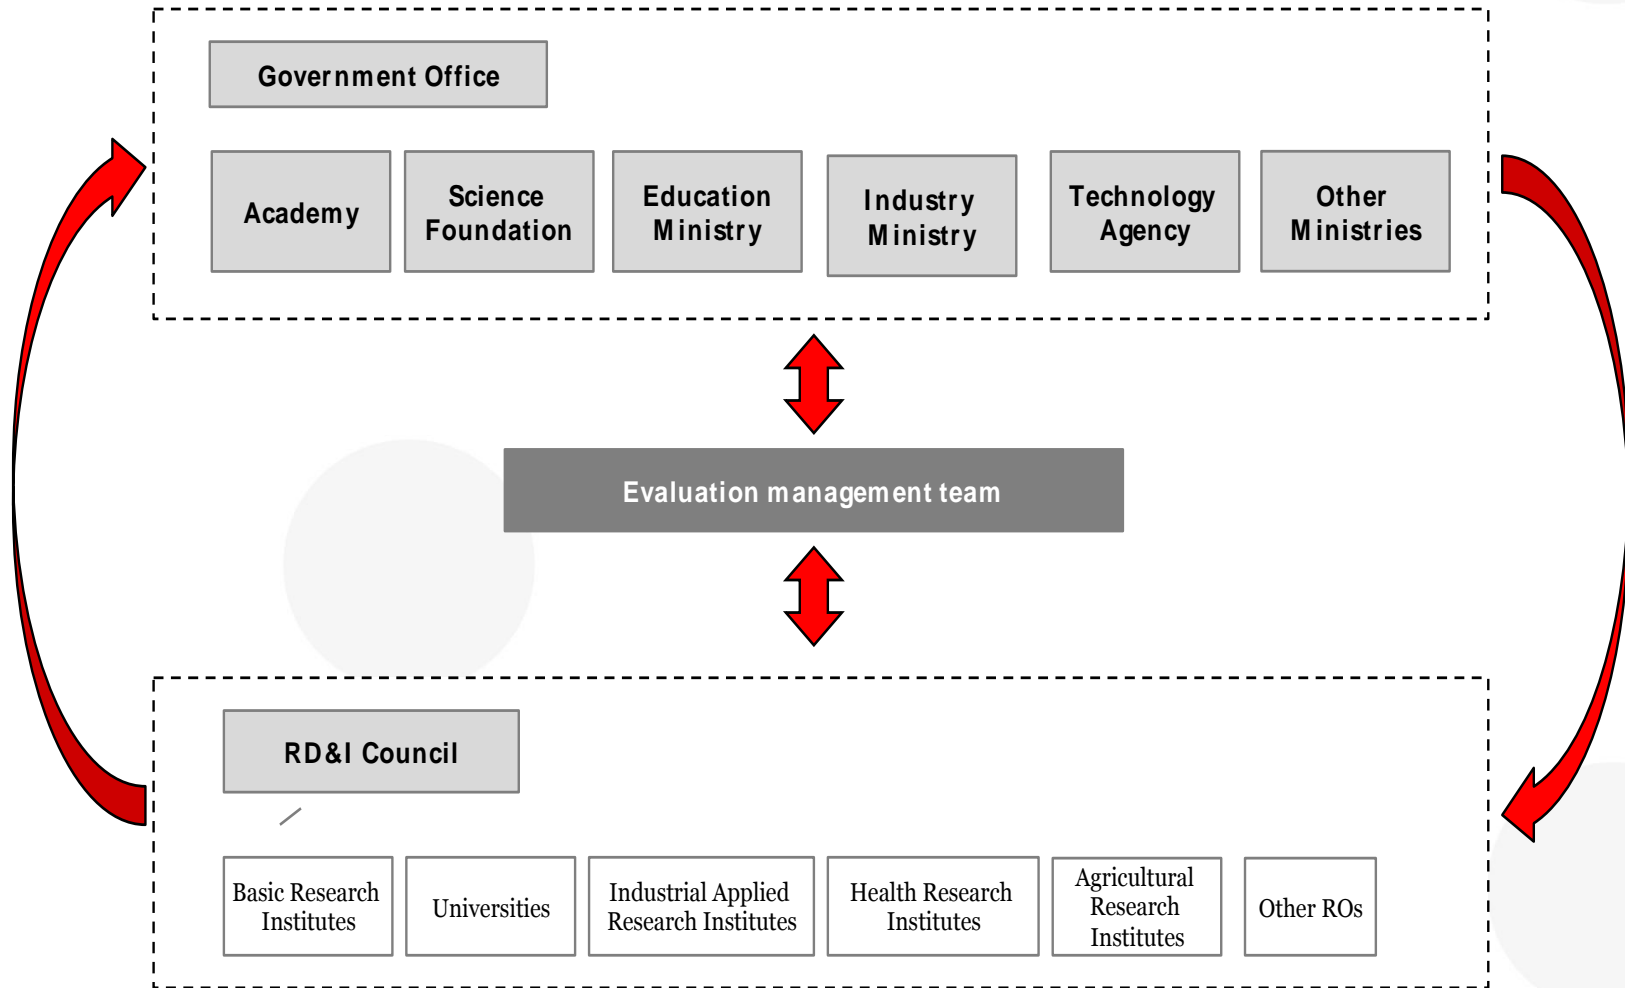 Government Office
Academy
Science
Foundation
Education
Ministry
Industry
Ministry
Technology
Agency
Other
Ministries
Evaluation management team
RD&I Council
Basic Research
Institutes
Universities
Industrial Applied
Research Institutes
Health Research
Institutes
Agricultural
Research
Institutes
Other ROs